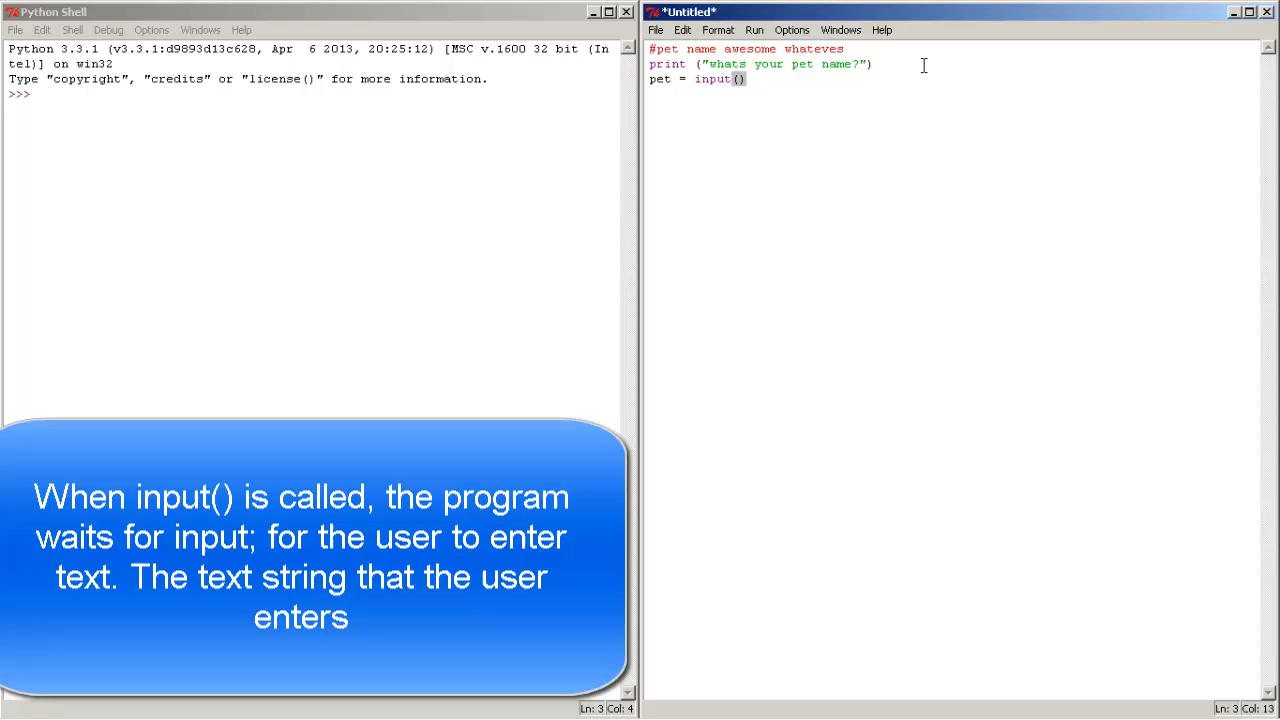 Python Shell
File Edit Shell Debug Options Windows Help
Python 3.3.1 (v3.3.1:d9893d13c628, Apr  6 2013, 20:25:12) [MSC v.1600 32 bit (In
tel)] on win32
Type "copyright", "credits" or "license()" for more information.
>>>
When input() is called, the program
waits for input; for the user to enter
text. The text string that the user
enters
Ln: 3 Col: 4
*Untitled*
File Edit Format Run Options Windows Help
#pet name awesome whateves
print ("whats your pet name?")
pet = input()
Ln: 3 Col: 13